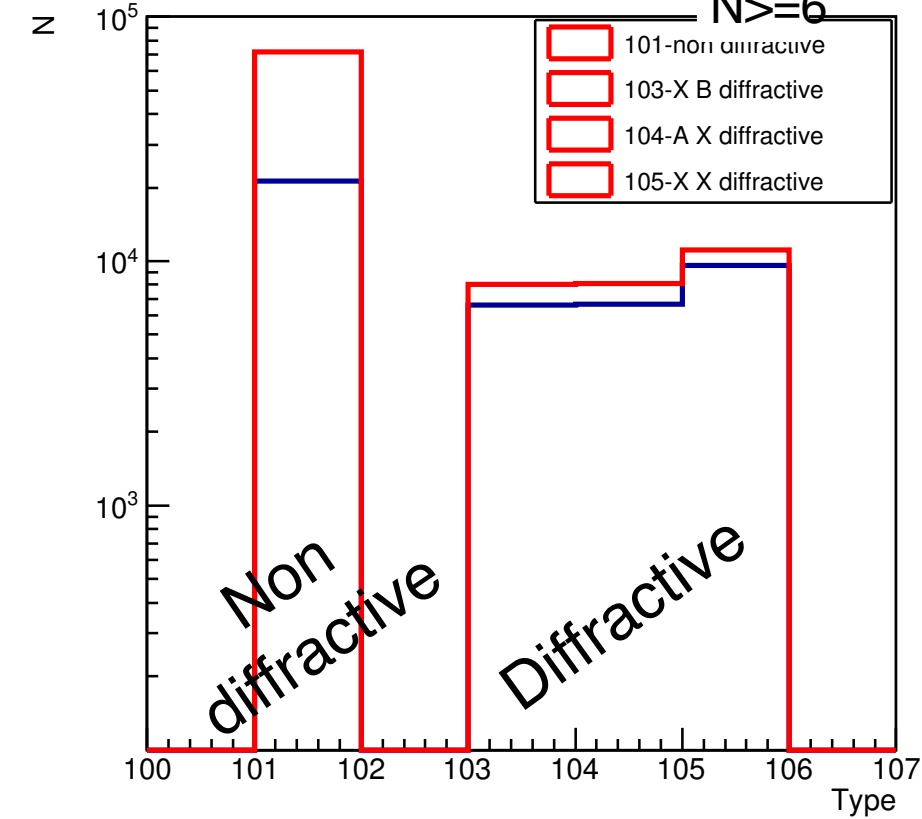 N>=6
N
10^5
10^4
10^3
101-non diffractive
103-X B diffractive
104-A X diffractive
105-X X diffractive
Non
diffractive
Diffractive
100 101 102 103 104 105 106 107
Type